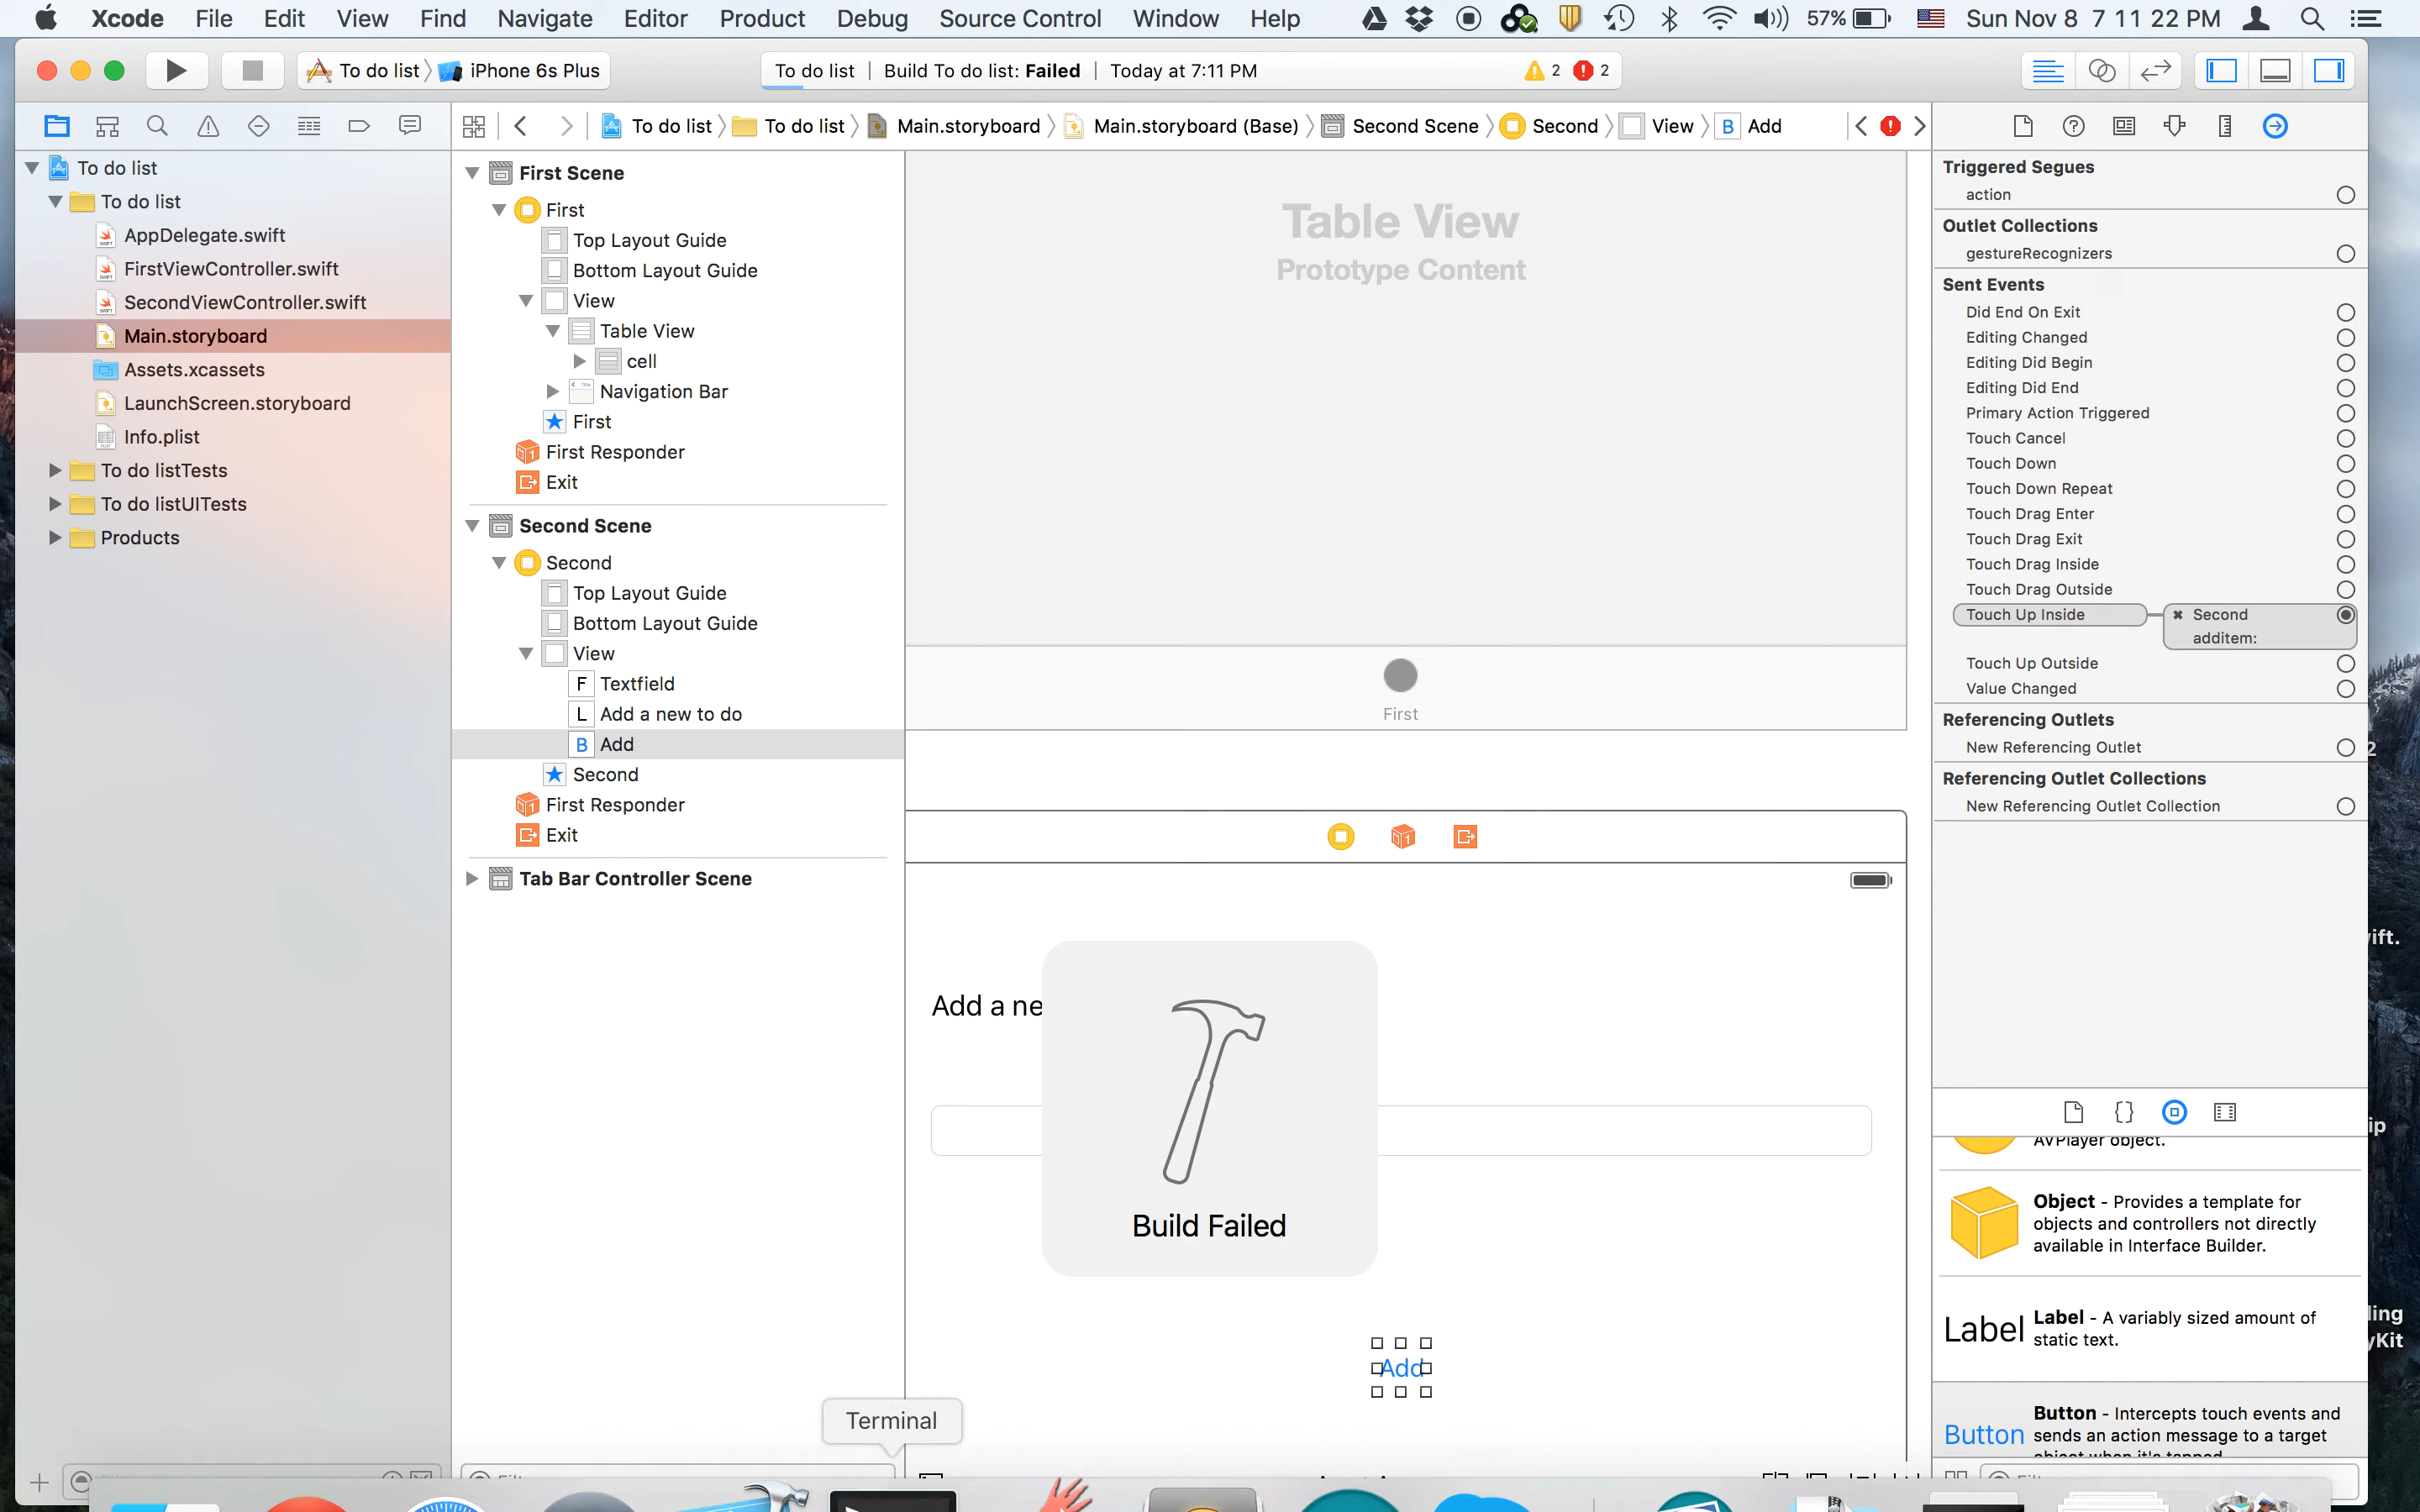 Xcode File Edit View Find Navigate Editor Product Debug Source Control Window Help 57% Sun Nov 8 7 11 22 PM
To do list iPhone 6s Plus To do list Build To do list: Failed Today at 7:11 PM 2 2
To do list To do list Main.storyboard Main.storyboard (Base) Second Scene Second View B Add
To do list
To do list
AppDelegate.swift
FirstViewController.swift
SecondViewController.swift
Main.storyboard
Assets.xcassets
LaunchScreen.storyboard
Info.plist
To do listTests
To do listUITests
Products
First Scene
First
Top Layout Guide
Bottom Layout Guide
View
Table View
cell
Navigation Bar
First
First Responder
Exit
Second Scene
Second
Top Layout Guide
Bottom Layout Guide
View
F Textfield
L Add a new to do
B Add
Second
First Responder
Exit
Tab Bar Controller Scene
Table View
Prototype Content
First
Add a ne
Build Failed
Add
Terminal
Triggered Segues
action
Outlet Collections
gestureRecognizers
Sent Events
Did End On Exit
Editing Changed
Editing Did Begin
Editing Did End
Primary Action Triggered
Touch Cancel
Touch Down
Touch Down Repeat
Touch Drag Enter
Touch Drag Exit
Touch Drag Inside
Touch Drag Outside
Touch Up Inside Second
additem:
Touch Up Outside
Value Changed
Referencing Outlets
New Referencing Outlet
Referencing Outlet Collections
New Referencing Outlet Collection
AVPlayer object.
Object - Provides a template for
objects and controllers not directly
available in Interface Builder.
Label
Label - A variably sized amount of
static text.
Button
Button - Intercepts touch events and
sends an action message to a target
object when it's tapped.
2
ift.
ip
ling
yKit